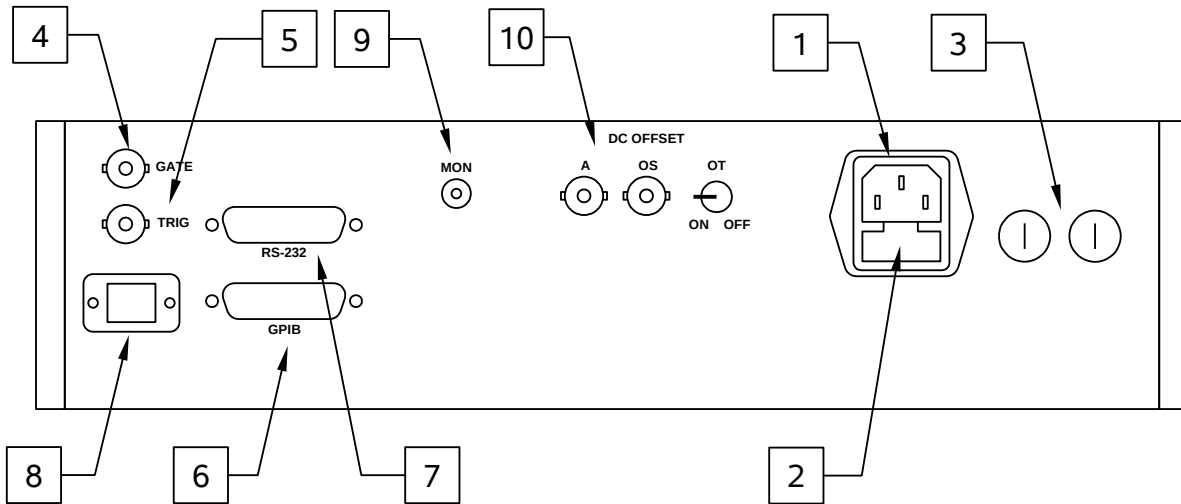 4
5
9
10
1
3
DC OFFSET
GATE
MON
A
OS
OT
TRIG
ON OFF
RS-232
GPIB
8
6
7
2